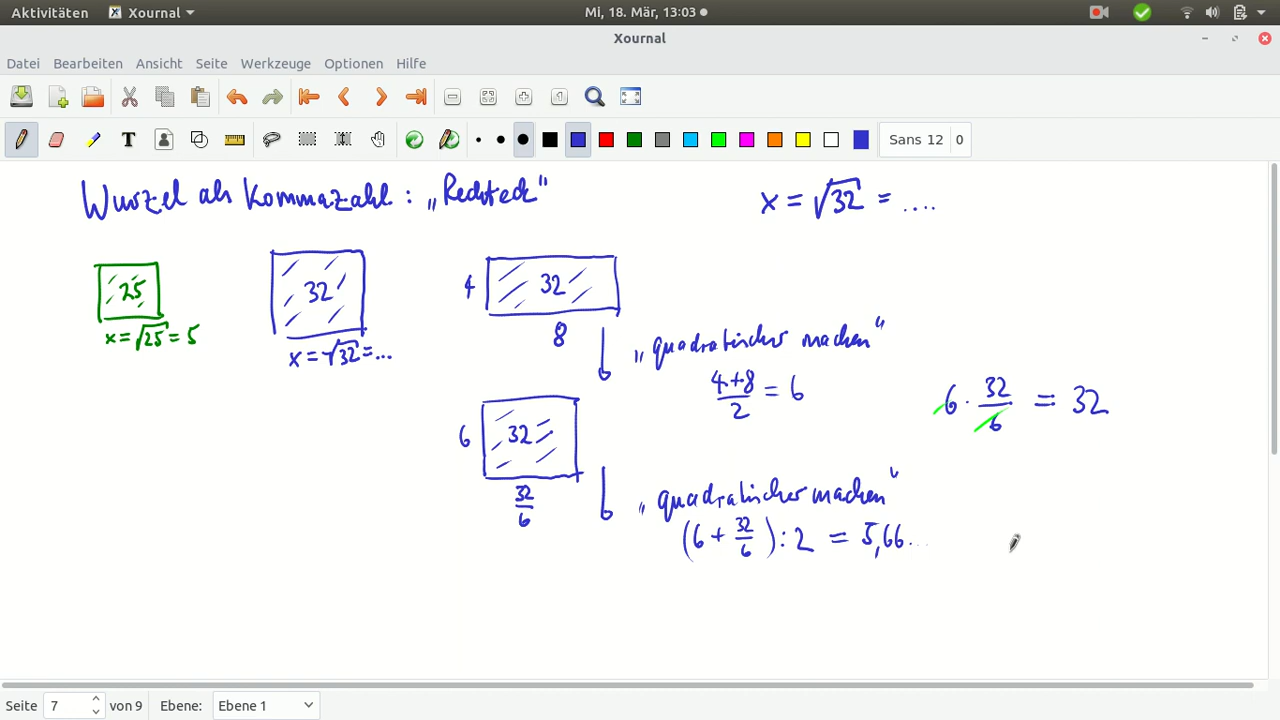 Aktivitäten Xournal Mi, 18. Mär, 13:03
Xournal
Datei Bearbeiten Ansicht Seite Werkzeuge Optionen Hilfe
Sans 12 0
Wurzel als Kommazahl : „Rechteck“
x = √32 = ....
25
x = √25 = 5
32
x = √32 = ...
4 32
8
„quadratischer machen“
(4+8)/2 = 6
6 · 32/6 = 32
6 32
32/6
„quadratischer machen“
(6 + 32/6) : 2 = 5,66...
Seite 7 von 9 Ebene: Ebene 1